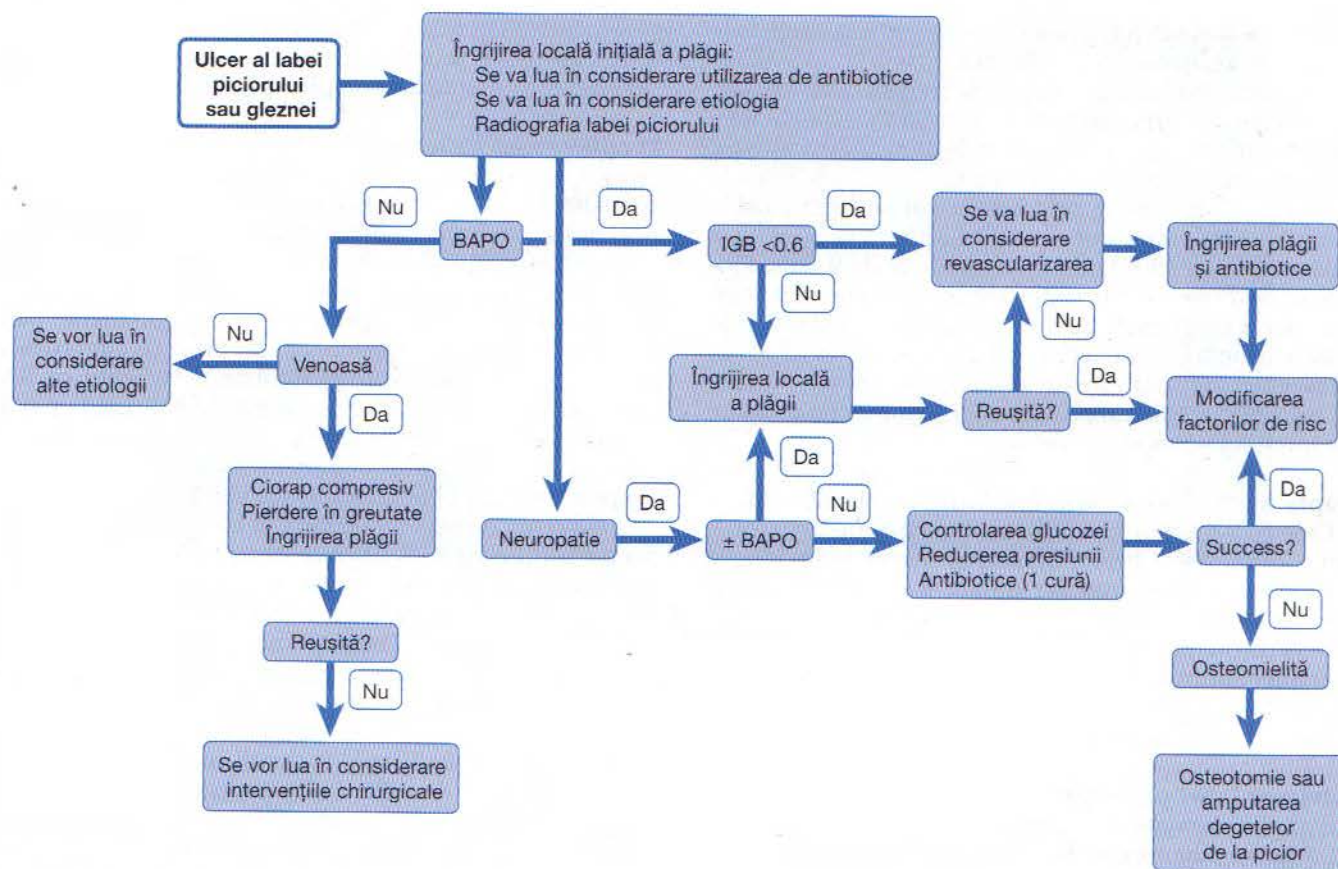 Ulcer al labei
piciorului
sau gleznei
Îngrijirea locală inițială a plăgii:
Se va lua în considerare utilizarea de antibiotice
Se va lua în considerare etiologia
Radiografia labei piciorului
Nu
BAPO
Da
IGB <0.6
Da
Se va lua în
considerare
revascularizarea
Îngrijirea plăgii
și antibiotice
Nu
Nu
Se vor lua în
considerare
alte etiologii
Nu
Venoasă
Da
Îngrijirea locală
a plăgii
Reușită?
Da
Modificarea
factorilor de risc
Ciorap compresiv
Pierdere în greutate
Îngrijirea plăgii
Da
Da
Neuropatie
Da
± BAPO
Nu
Controlarea glucozei
Reducerea presiunii
Antibiotice (1 cură)
Success?
Nu
Reușită?
Nu
Osteomielită
Se vor lua în considerare
intervențiile chirurgicale
Osteotomie sau
amputarea
degetelor
de la picior